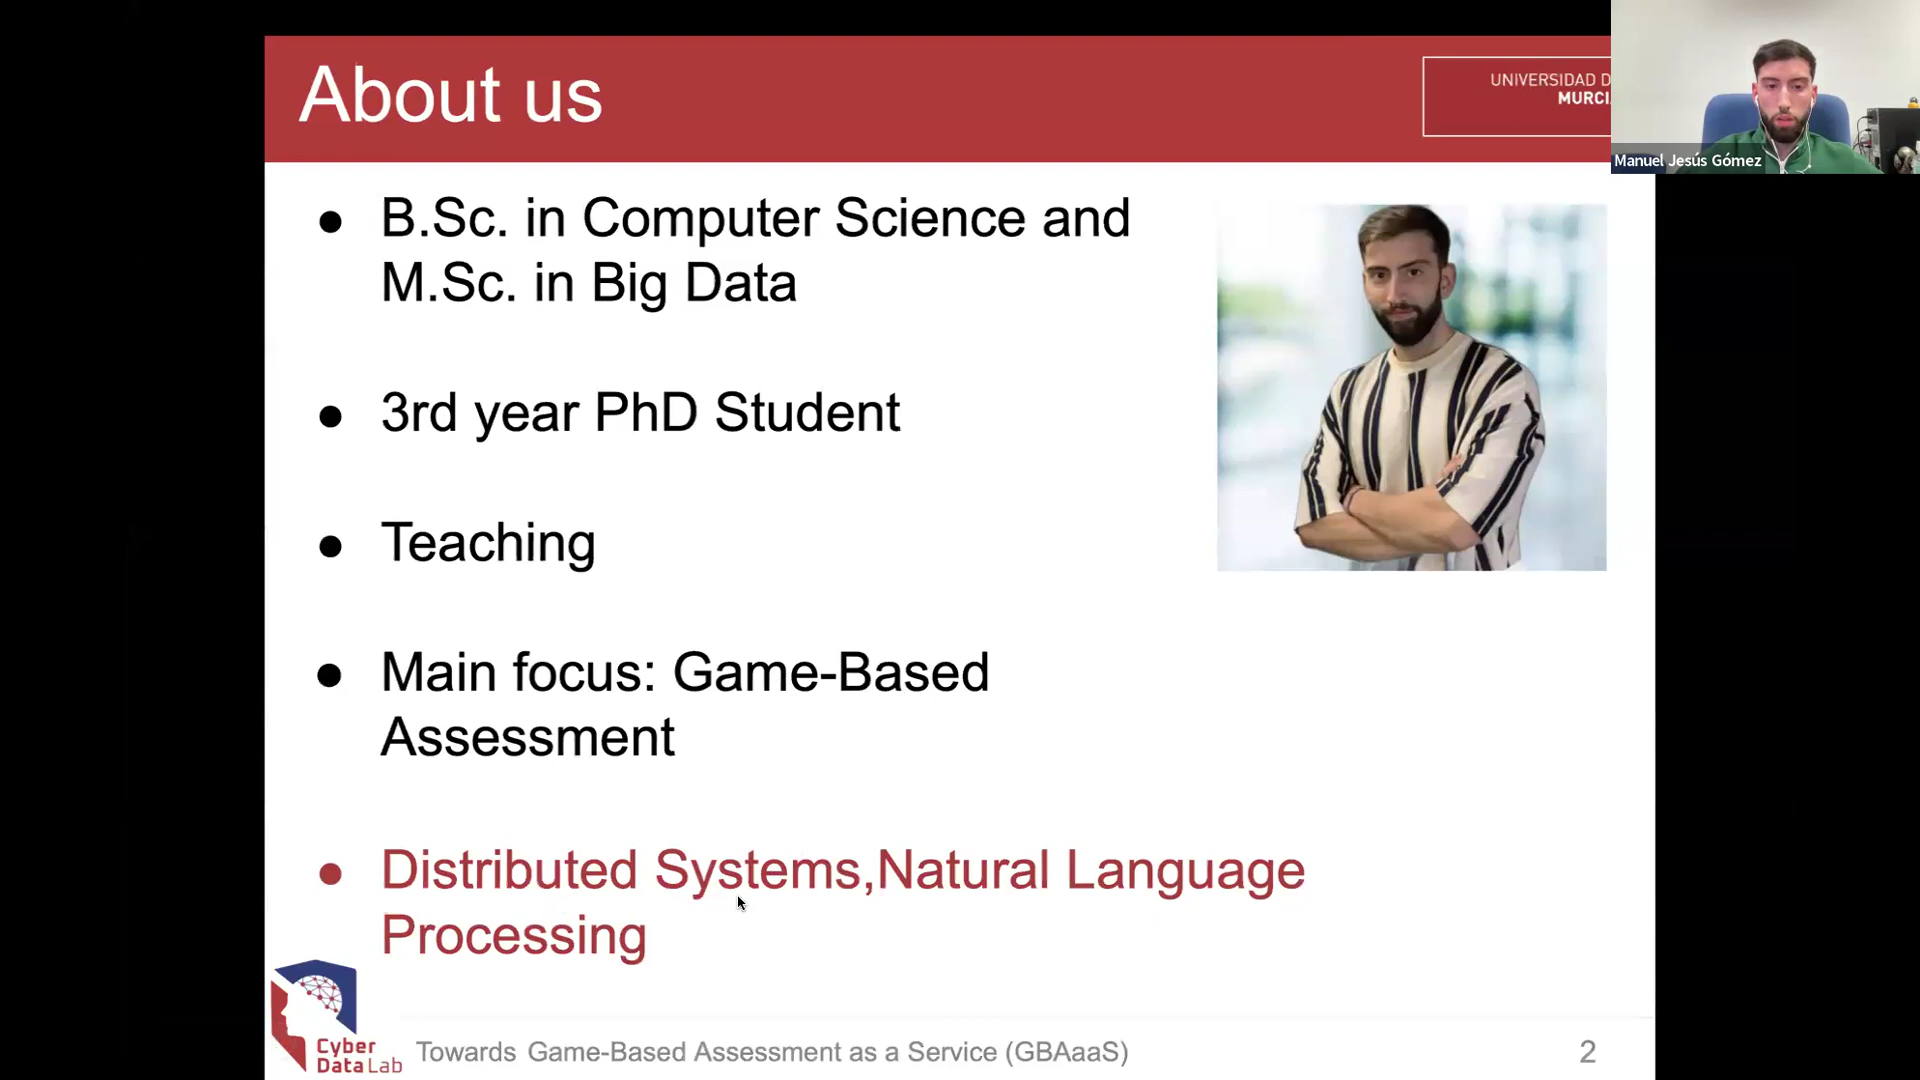 About us
UNIVERSIDAD D
MURCI
Manuel Jesús Gómez
● B.Sc. in Computer Science and
M.Sc. in Big Data
● 3rd year PhD Student
● Teaching
● Main focus: Game-Based
Assessment
● Distributed Systems,Natural Language
Processing
Cyber
DataLab
Towards Game-Based Assessment as a Service (GBAaaS)
2